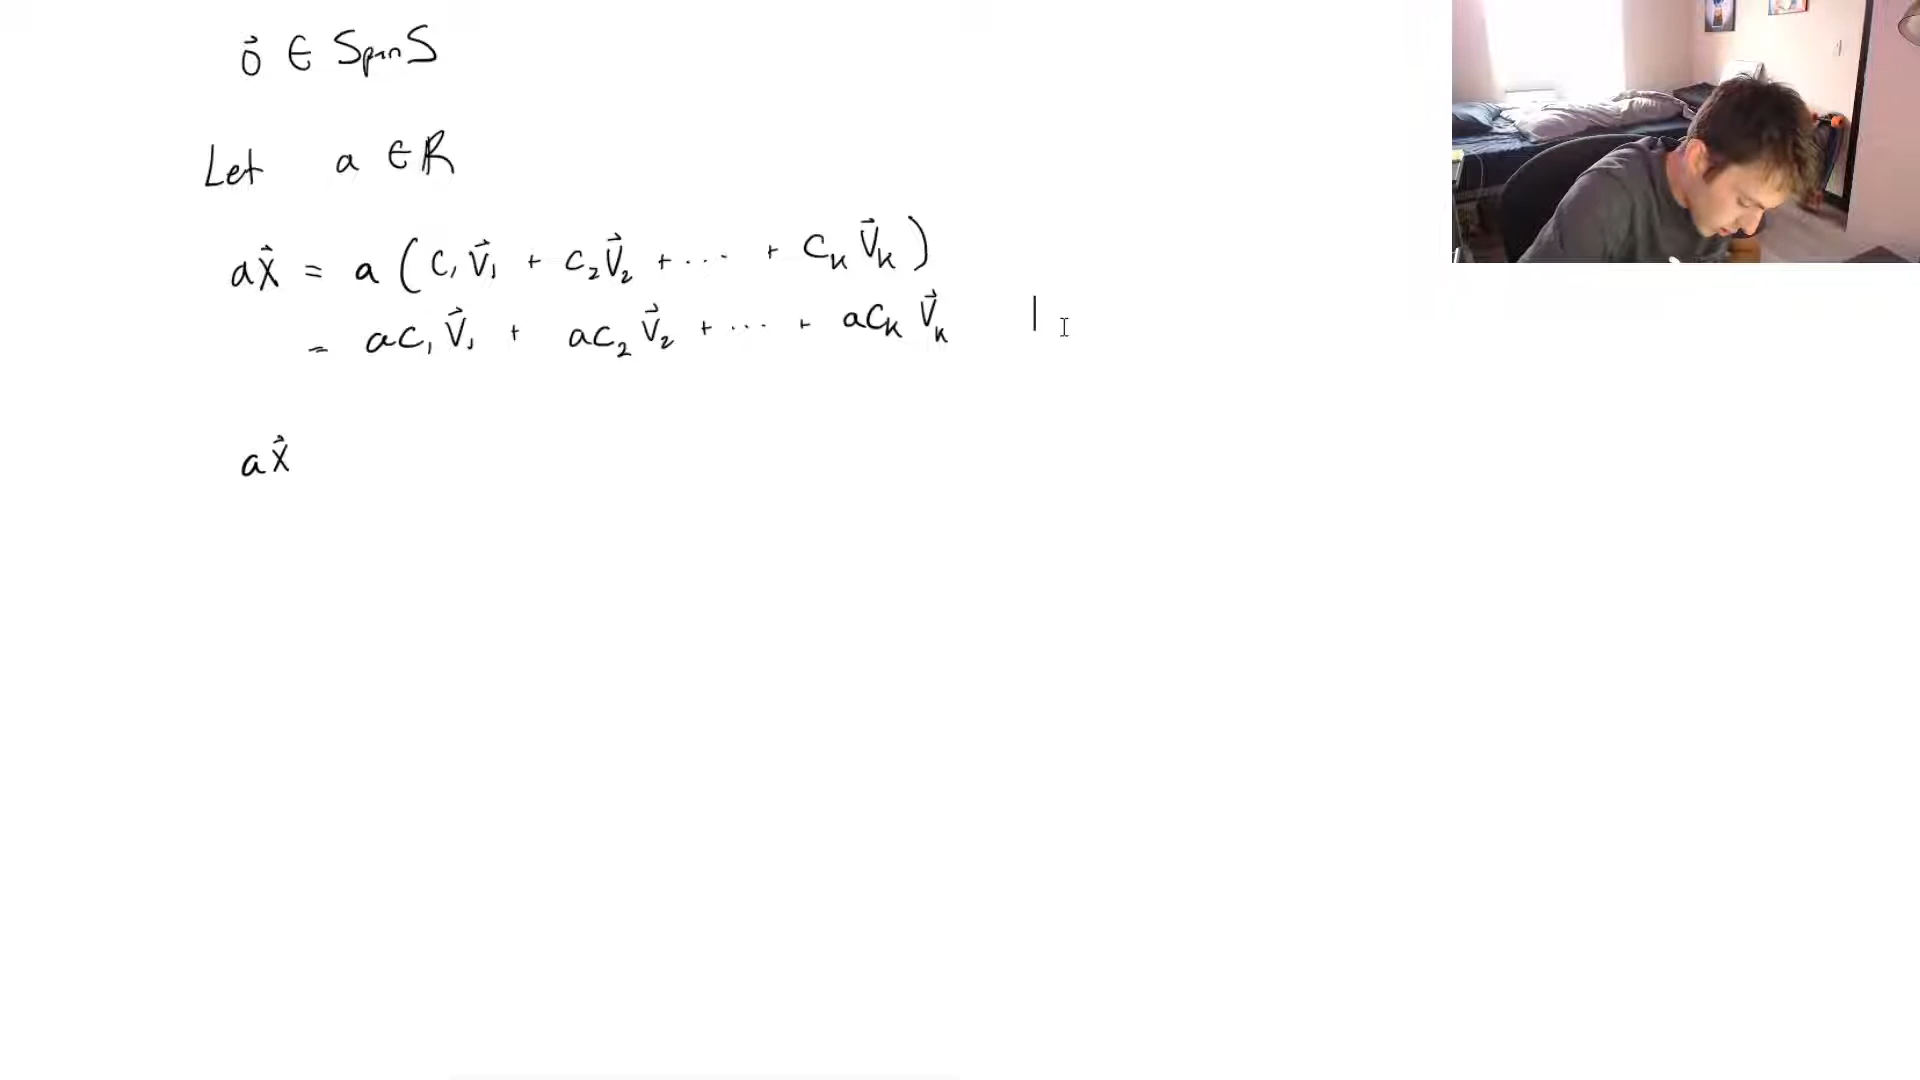 0⃗ ∈ Span S
Let a ∈ ℝ
ax⃗ = a (c₁v⃗₁ + c₂v⃗₂ + ... + cₖv⃗ₖ)
= ac₁v⃗₁ + ac₂v⃗₂ + ... + acₖv⃗ₖ |
ax⃗